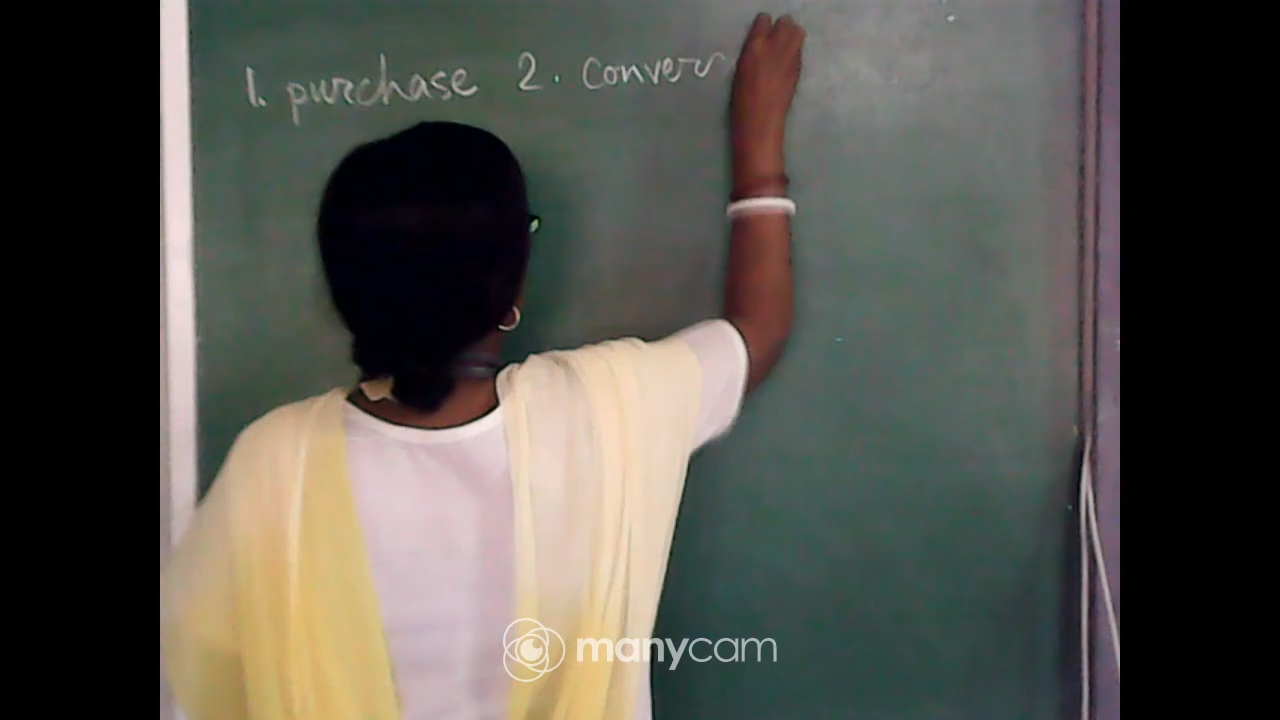 1. purchase 2. conver
manycam